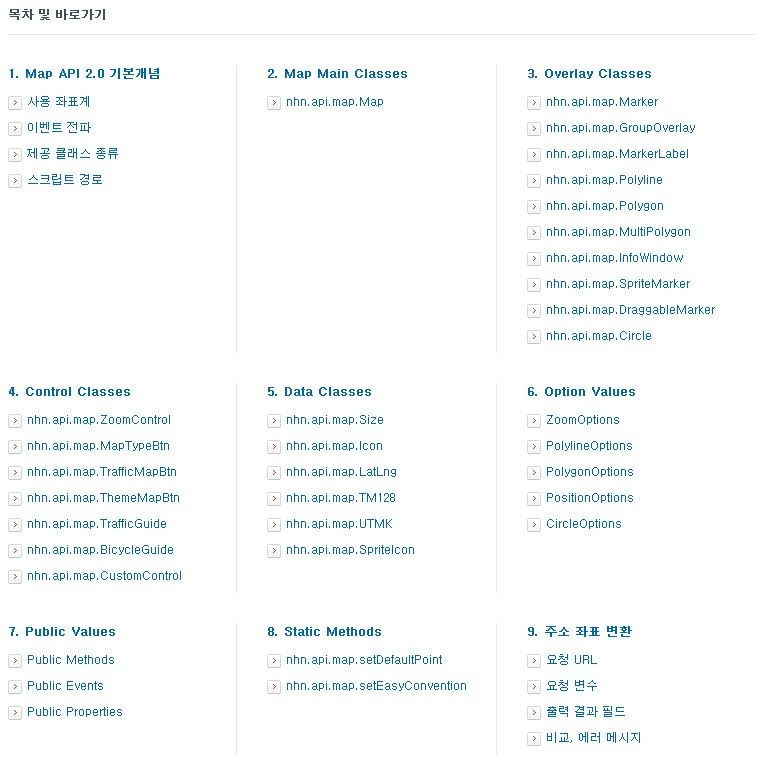 목차 및 바로가기
1. Map API 2.0 기본개념
사용 좌표계
이벤트 전파
제공 클래스 종류
스크립트 경로
2. Map Main Classes
nhn.api.map.Map
3. Overlay Classes
nhn.api.map.Marker
nhn.api.map.GroupOverlay
nhn.api.map.MarkerLabel
nhn.api.map.Polyline
nhn.api.map.Polygon
nhn.api.map.MultiPolygon
nhn.api.map.InfoWindow
nhn.api.map.SpriteMarker
nhn.api.map.DraggableMarker
nhn.api.map.Circle
4. Control Classes
nhn.api.map.ZoomControl
nhn.api.map.MapTypeBtn
nhn.api.map.TrafficMapBtn
nhn.api.map.ThemeMapBtn
nhn.api.map.TrafficGuide
nhn.api.map.BicycleGuide
nhn.api.map.CustomControl
5. Data Classes
nhn.api.map.Size
nhn.api.map.Icon
nhn.api.map.LatLng
nhn.api.map.TM128
nhn.api.map.UTMK
nhn.api.map.SpriteIcon
6. Option Values
ZoomOptions
PolylineOptions
PolygonOptions
PositionOptions
CircleOptions
7. Public Values
Public Methods
Public Events
Public Properties
8. Static Methods
nhn.api.map.setDefaultPoint
nhn.api.map.setEasyConvention
9. 주소 좌표 변환
요청 URL
요청 변수
출력 결과 필드
비교, 에러 메시지